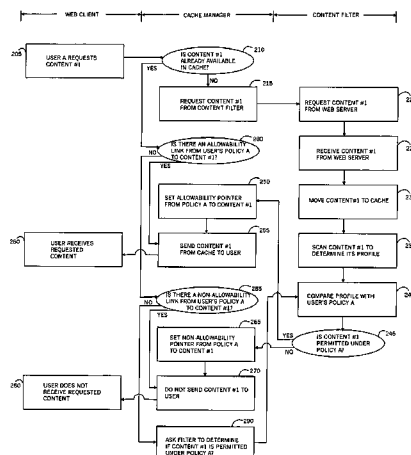 WEB CLIENT
CACHE MANAGER
CONTENT FILTER
205
USER A REQUESTS
CONTENT #1
210
IS CONTENT #1
ALREADY AVAILABLE
IN CACHE?
YES
NO
215
REQUEST CONTENT #1
FROM CONTENT FILTER
REQUEST CONTENT #1
FROM WEB SERVER
IS THERE AN ALLOWABILITY
LINK FROM USER'S POLICY A
TO CONTENT #1?
NO
YES
RECEIVE CONTENT #1
FROM WEB SERVER
SET ALLOWABILITY POINTER
FROM POLICY A TO CONTENT #1
MOVE CONTENT #1 TO CACHE
USER RECEIVES
REQUESTED
CONTENT
SEND CONTENT #1
FROM CACHE TO USER
SCAN CONTENT #1 TO
DETERMINE ITS PROFILE
IS THERE A NON-ALLOWABILITY
LINK FROM USER'S POLICY A
TO CONTENT #1?
NO
YES
COMPARE PROFILE WITH
USER'S POLICY A
265
SET NON-ALLOWABILITY
POINTER FROM POLICY A
TO CONTENT #1
YES
NO
245
IS CONTENT #1
PERMITTED UNDER
POLICY A?
USER DOES NOT
RECEIVE REQUESTED
CONTENT
270
DO NOT SEND CONTENT #1 TO
USER
290
ASK FILTER TO DETERMINE
IF CONTENT #1 IS PERMITTED
UNDER POLICY A?